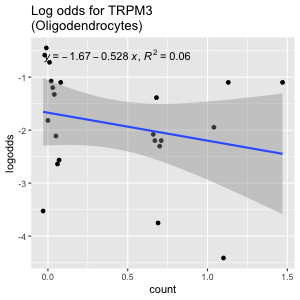 Log odds for TRPM3
(Oligodendrocytes)
y = −1.67 − 0.528 x, R² = 0.06
-1
-2
-3
-4
logodds
0.0 0.5 1.0 1.5
count